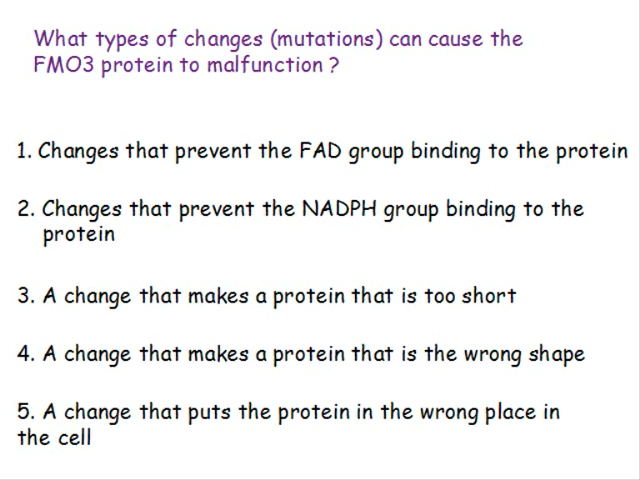 What types of changes (mutations) can cause the
FMO3 protein to malfunction ?
1. Changes that prevent the FAD group binding to the protein
2. Changes that prevent the NADPH group binding to the
protein
3. A change that makes a protein that is too short
4. A change that makes a protein that is the wrong shape
5. A change that puts the protein in the wrong place in
the cell